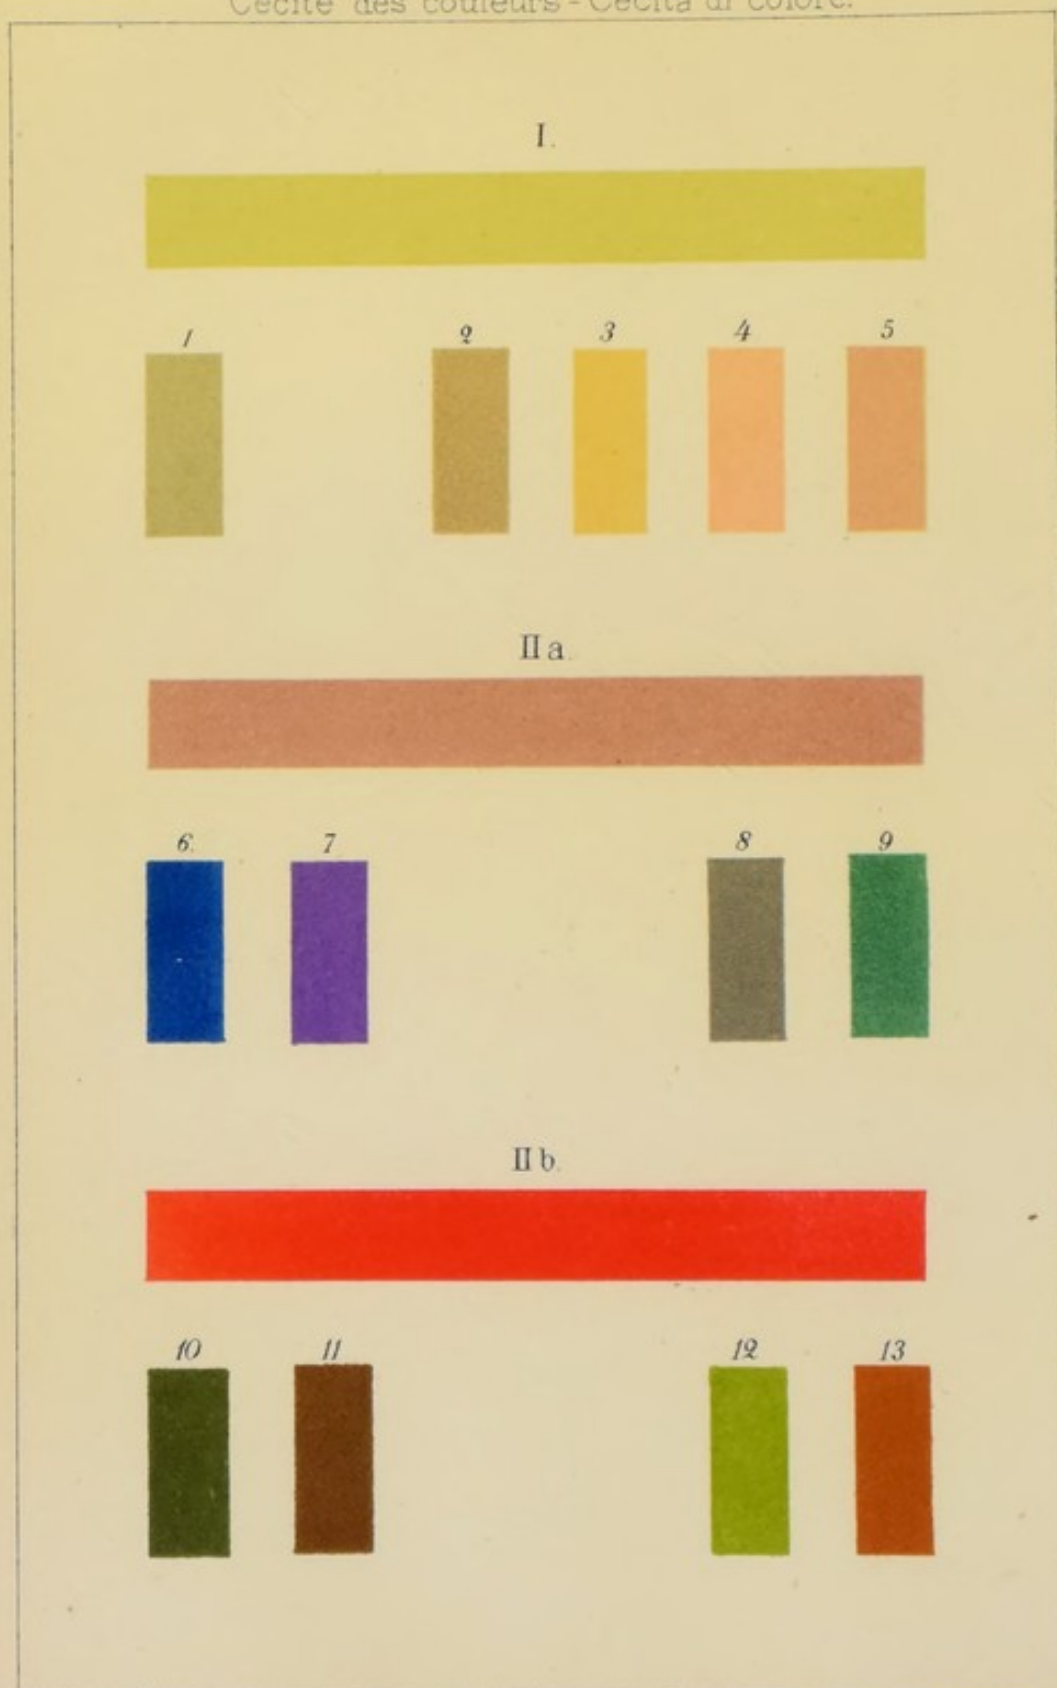 Cécité des couleurs - Cecità di colore.
I.
1 2 3 4 5
II a.
6. 7 8 9
II b.
10 11 12 13